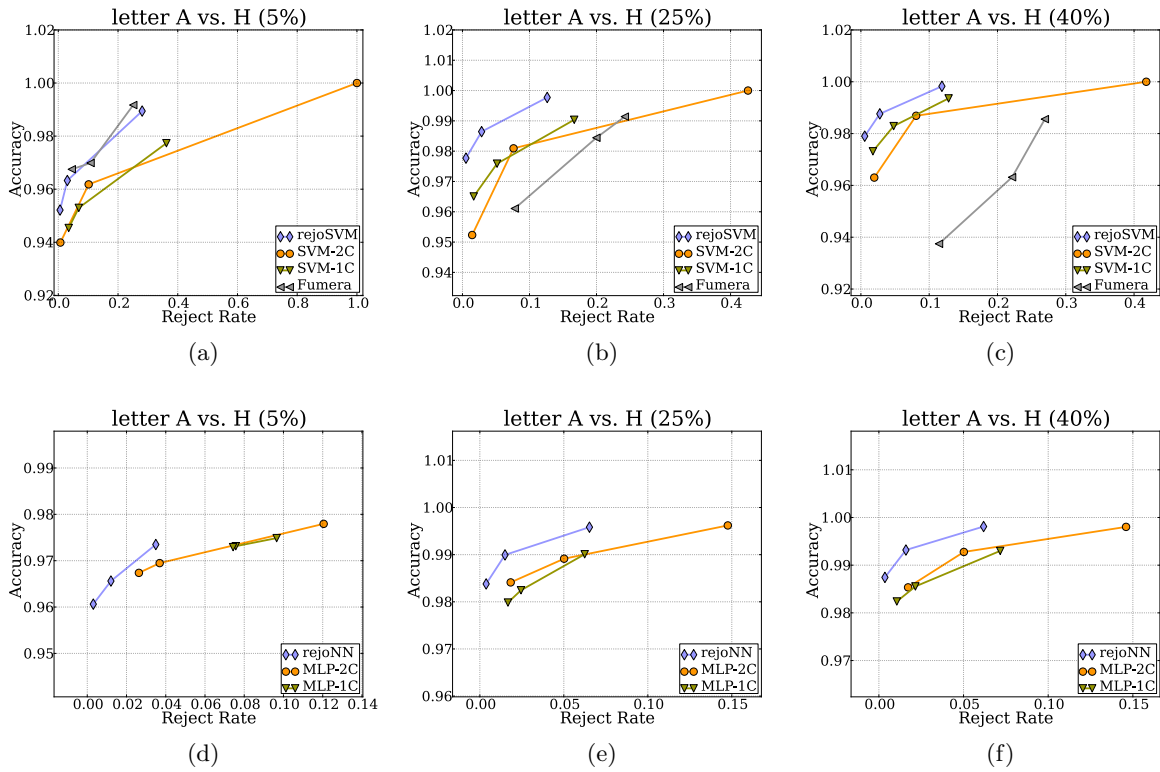 letter A vs. H (5%)
1.02
1.00
0.98
0.96
0.94
0.92
Accuracy
0.0
0.2
0.4
0.6
0.8
1.0
Reject Rate
rejoSVM
SVM-2C
SVM-1C
Fumera
(a)
letter A vs. H (25%)
1.02
1.01
1.00
0.99
0.98
0.97
0.96
0.95
0.94
Accuracy
0.0
0.1
0.2
0.3
0.4
Reject Rate
rejoSVM
SVM-2C
SVM-1C
Fumera
(b)
letter A vs. H (40%)
1.02
1.00
0.98
0.96
0.94
0.92
Accuracy
0.0
0.1
0.2
0.3
0.4
Reject Rate
rejoSVM
SVM-2C
SVM-1C
Fumera
(c)
letter A vs. H (5%)
0.99
0.98
0.97
0.96
0.95
Accuracy
0.00
0.02
0.04
0.06
0.08
0.10
0.12
0.14
Reject Rate
rejoNN
MLP-2C
MLP-1C
(d)
letter A vs. H (25%)
1.01
1.00
0.99
0.98
0.97
0.96
Accuracy
0.00
0.05
0.10
0.15
Reject Rate
rejoNN
MLP-2C
MLP-1C
(e)
letter A vs. H (40%)
1.01
1.00
0.99
0.98
0.97
Accuracy
0.00
0.05
0.10
0.15
Reject Rate
rejoNN
MLP-2C
MLP-1C
(f)